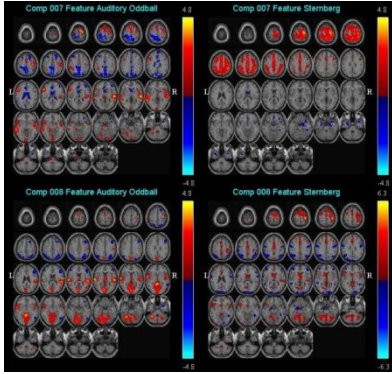 Comp 007 Feature Auditory Oddball
4.8
L
R
-4.8
Comp 007 Feature Sternberg
4.8
L
R
-4.8
Comp 008 Feature Auditory Oddball
4.8
L
R
-4.8
Comp 008 Feature Sternberg
6.3
L
R
-6.3